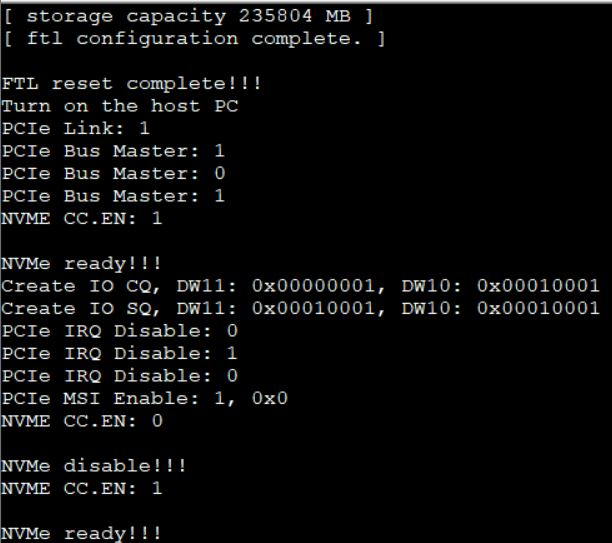 [ storage capacity 235804 MB ]
[ ftl configuration complete. ]
FTL reset complete!!!
Turn on the host PC
PCIe Link: 1
PCIe Bus Master: 1
PCIe Bus Master: 0
PCIe Bus Master: 1
NVME CC.EN: 1
NVMe ready!!!
Create IO CQ, DW11: 0x00000001, DW10: 0x00010001
Create IO SQ, DW11: 0x00010001, DW10: 0x00010001
PCIe IRQ Disable: 0
PCIe IRQ Disable: 1
PCIe IRQ Disable: 0
PCIe MSI Enable: 1, 0x0
NVME CC.EN: 0
NVMe disable!!!
NVME CC.EN: 1
NVMe ready!!!